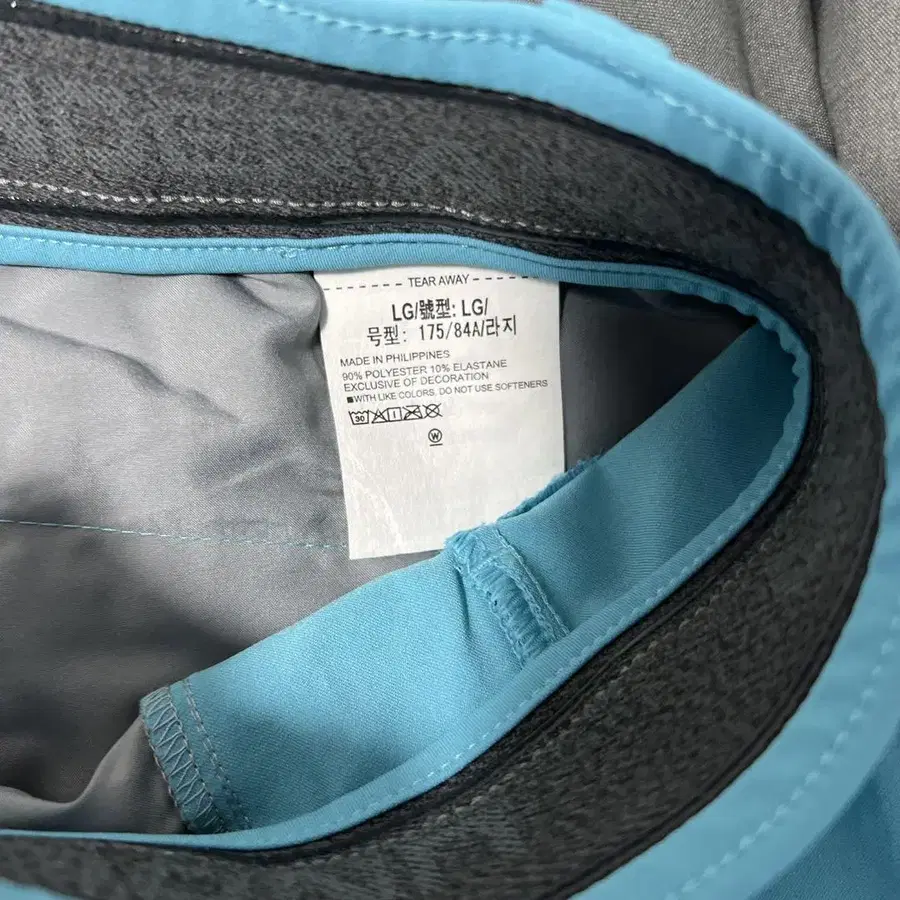 TEAR AWAY
LG/號型: LG/
号型: 175/84A/라지
MADE IN PHILIPPINES
90% POLYESTER 10% ELASTANE
EXCLUSIVE OF DECORATION
■WITH LIKE COLORS, DO NOT USE SOFTENERS
30
W